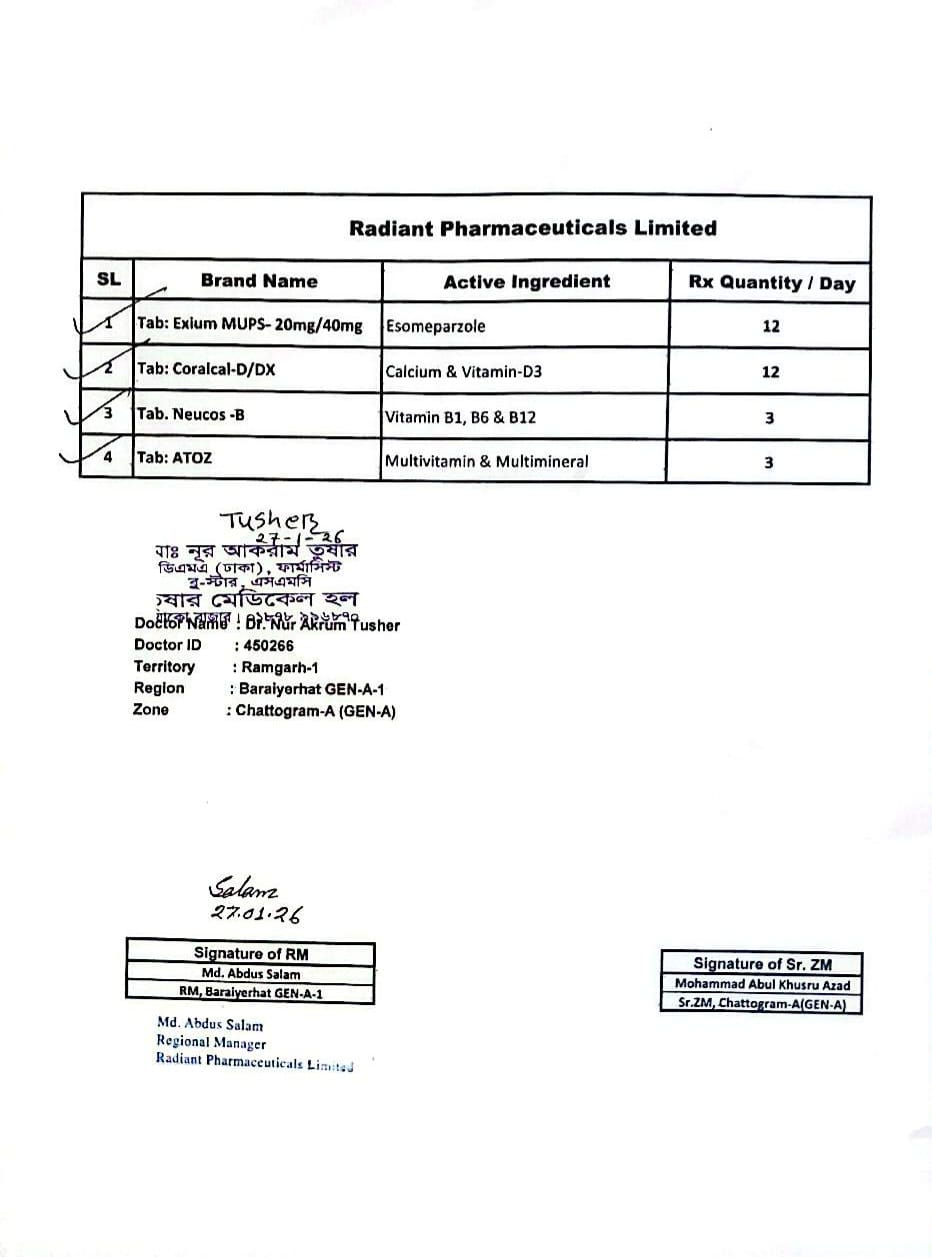 Radiant Pharmaceuticals Limited
SL Brand Name Active Ingredient Rx Quantity / Day
1 Tab: Exium MUPS- 20mg/40mg Esomeparzole 12
2 Tab: Coralcal-D/DX Calcium & Vitamin-D3 12
3 Tab. Neucos -B Vitamin B1, B6 & B12 3
4 Tab: ATOZ Multivitamin & Multimineral 3
Tusher
27-1-26
নূর আকরাম তুষার
ডিএমএ (ঢাকা), ফার্মাসিস্ট
ব্লু-স্টার, এসএমসি
মেডিকেল হল
Doctor Name : Dr. Nur Akrum Tusher
Doctor ID : 450266
Territory : Ramgarh-1
Region : Baraiyerhat GEN-A-1
Zone : Chattogram-A (GEN-A)
Salam
27.01.26
Signature of RM
Md. Abdus Salam
RM, Baraiyerhat GEN-A-1
Md. Abdus Salam
Regional Manager
Radiant Pharmaceuticals Limited
Signature of Sr. ZM
Mohammad Abul Khusru Azad
Sr.ZM, Chattogram-A(GEN-A)